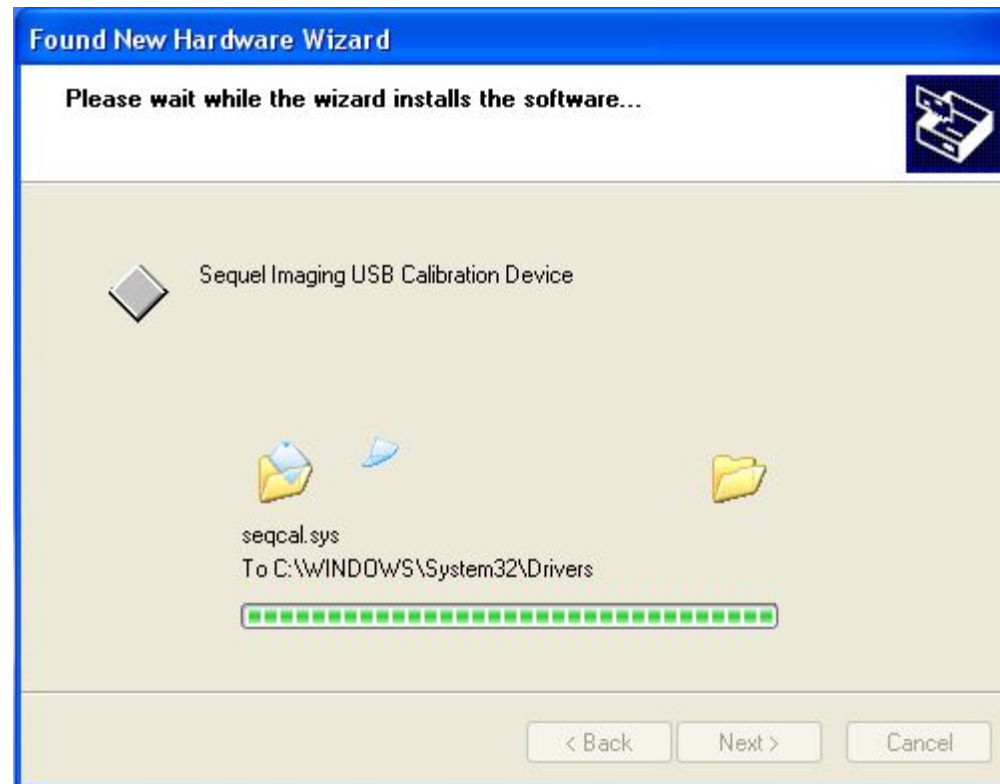 Found New Hardware Wizard
Please wait while the wizard installs the software...
Sequel Imaging USB Calibration Device
seqcal.sys
To C:\WINDOWS\System32\Drivers
< Back Next > Cancel